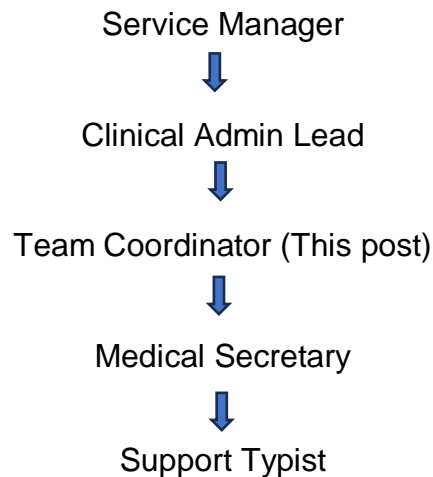 Service Manager
Clinical Admin Lead
Team Coordinator (This post)
Medical Secretary
Support Typist